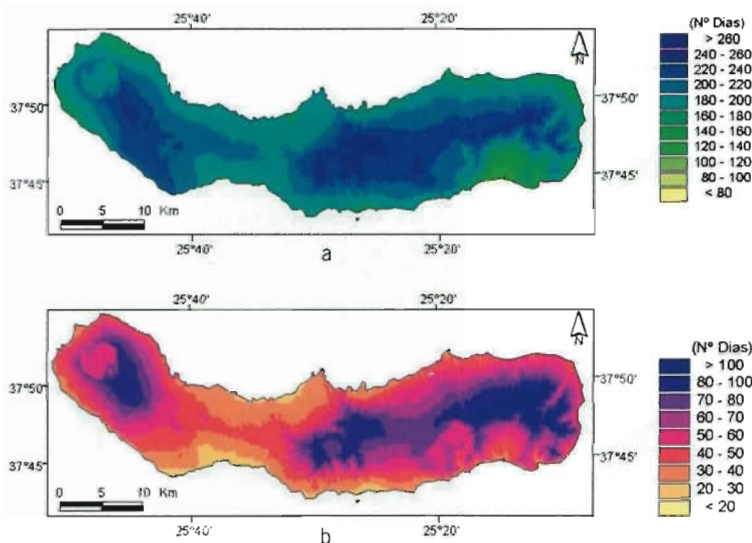 (Nº Dias)
> 260
240 - 260
220 - 240
200 - 220
180 - 200
160 - 180
140 - 160
120 - 140
100 - 120
80 - 100
< 80
25°40' 25°20'
N
37°50' 37°50'
37°45' 37°45'
0 5 10 Km
25°40' 25°20'
a
25°40' 25°20'
N
37°50' 37°50'
37°45' 37°45'
0 5 10 Km
25°40' 25°20'
b
(Nº Dias)
> 100
80 - 100
70 - 80
60 - 70
50 - 60
40 - 50
30 - 40
20 - 30
< 20